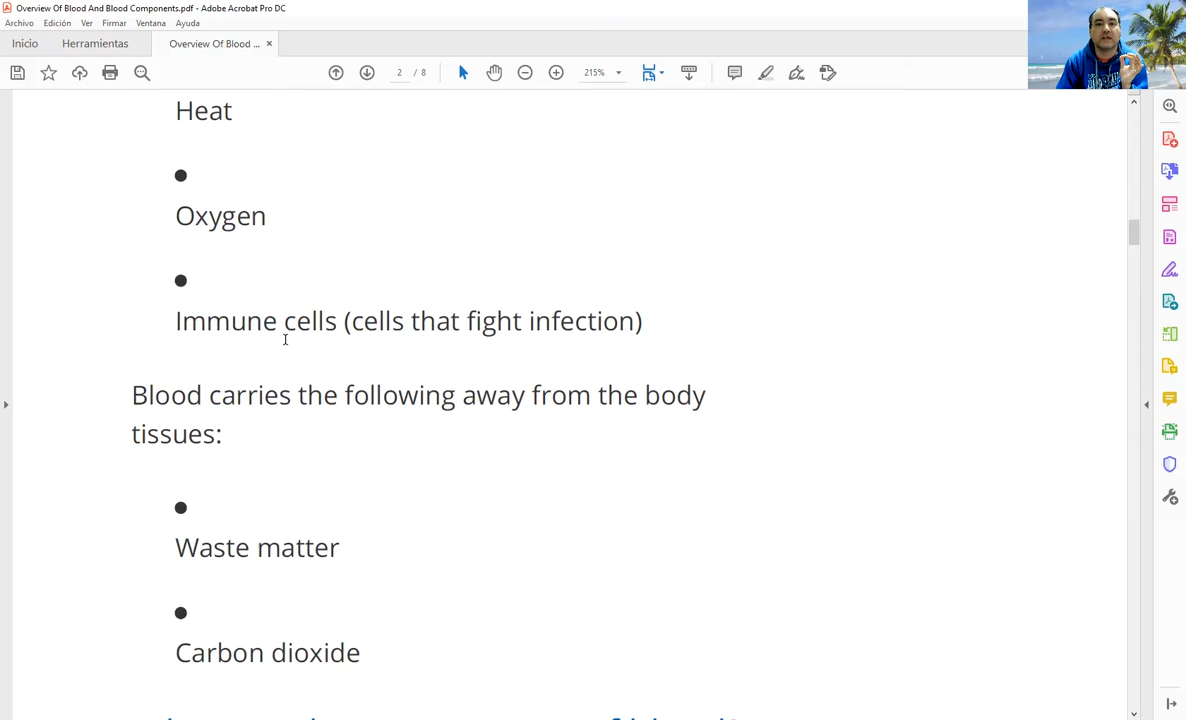 Overview Of Blood And Blood Components.pdf - Adobe Acrobat Pro DC
Archivo Edición Ver Firmar Ventana Ayuda
Inicio Herramientas Overview Of Blood ... ×
2 / 8 215%
Heat
•
Oxygen
•
Immune cells (cells that fight infection)
Blood carries the following away from the body
tissues:
•
Waste matter
•
Carbon dioxide